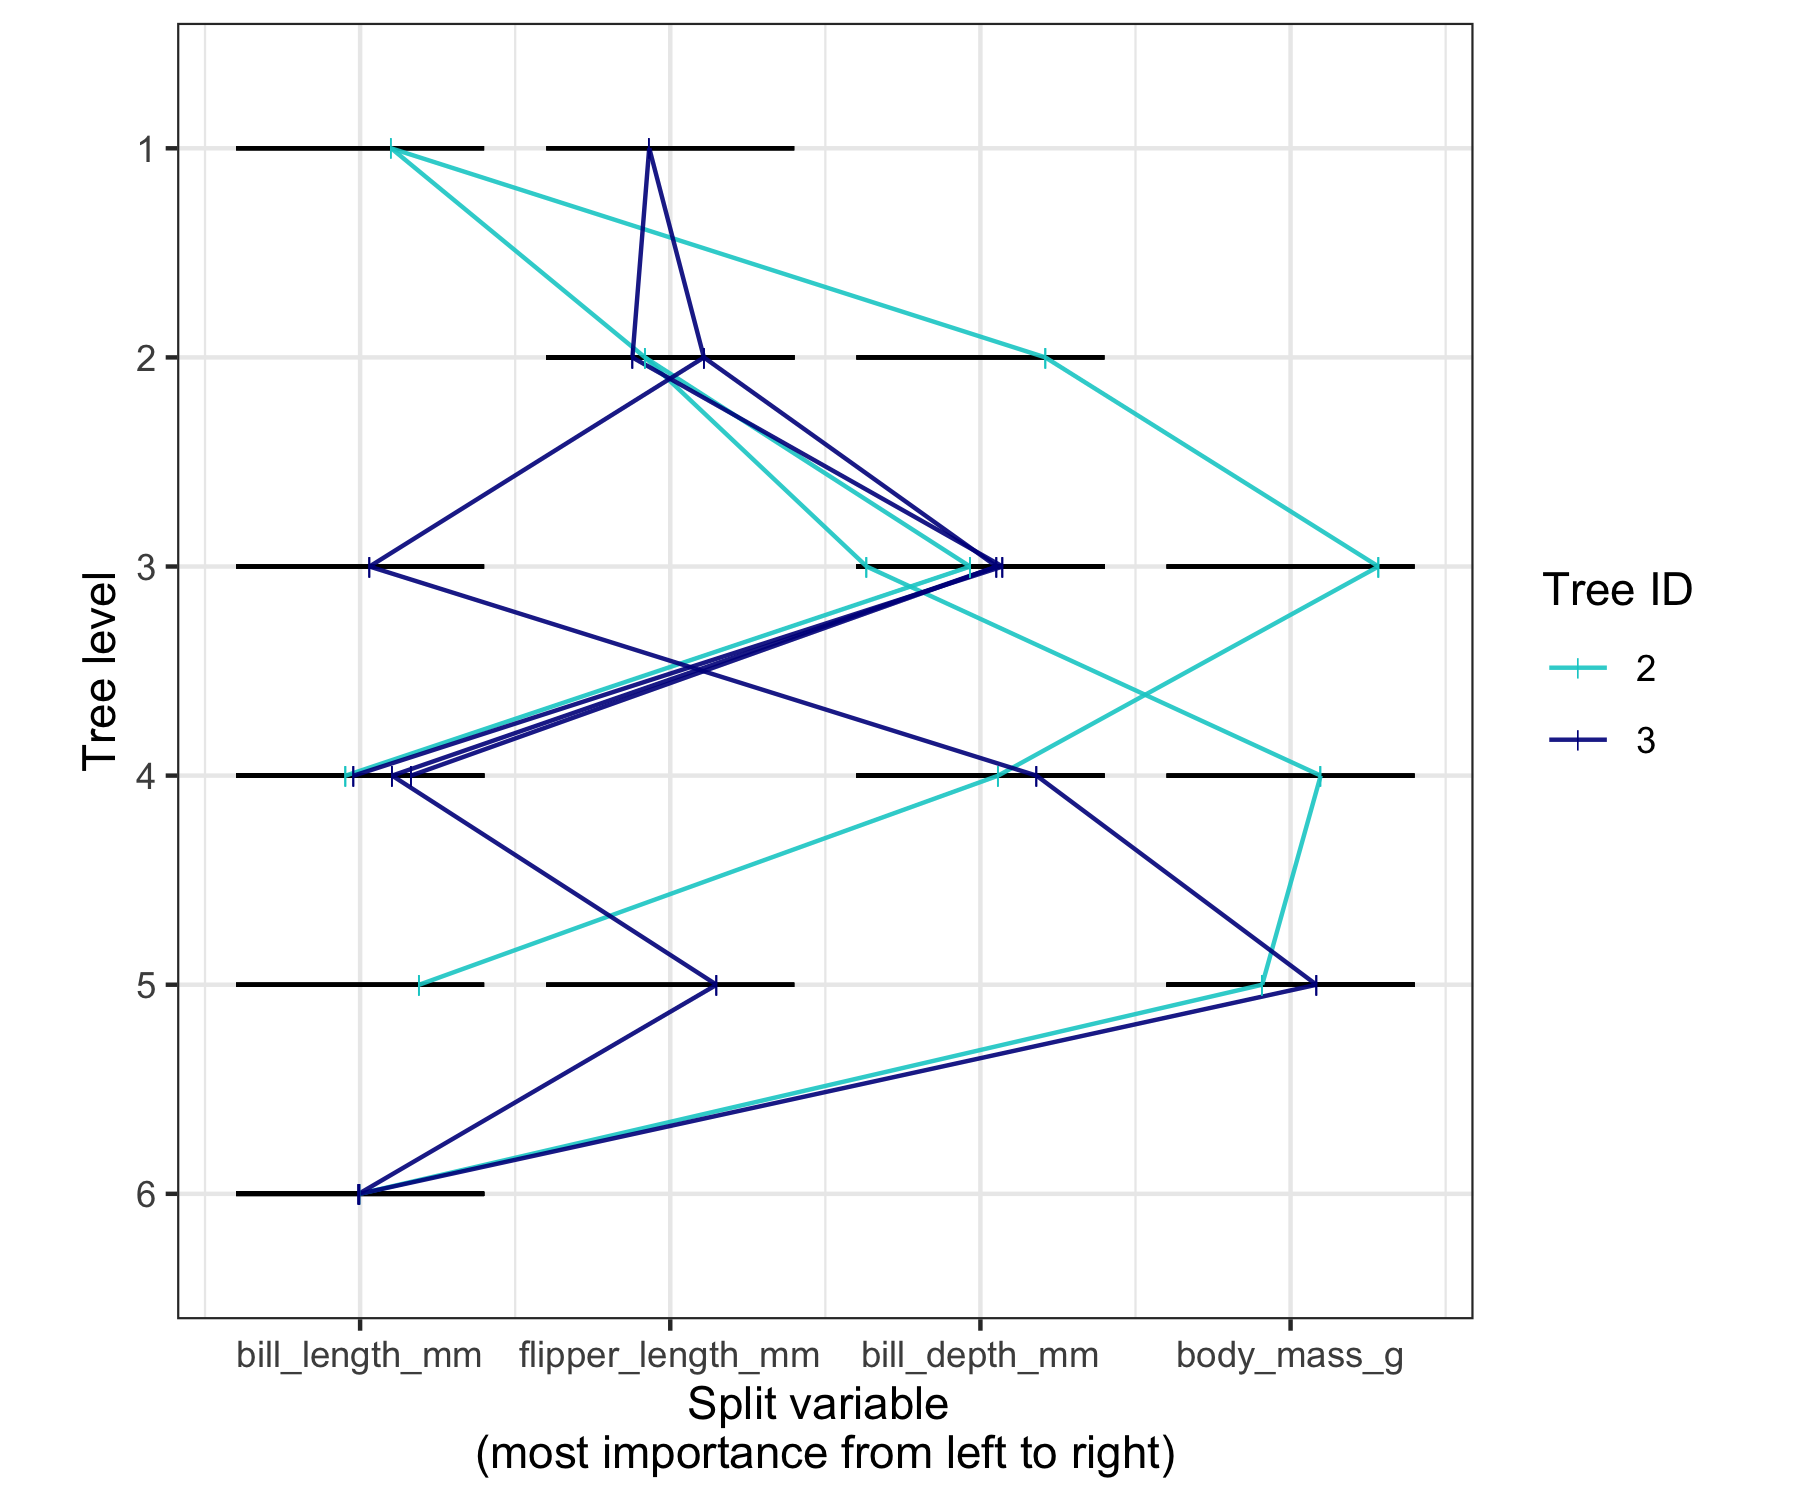 1
2
3
4
5
6
Tree level
bill_length_mm flipper_length_mm bill_depth_mm body_mass_g
Split variable
(most importance from left to right)
Tree ID
2
3